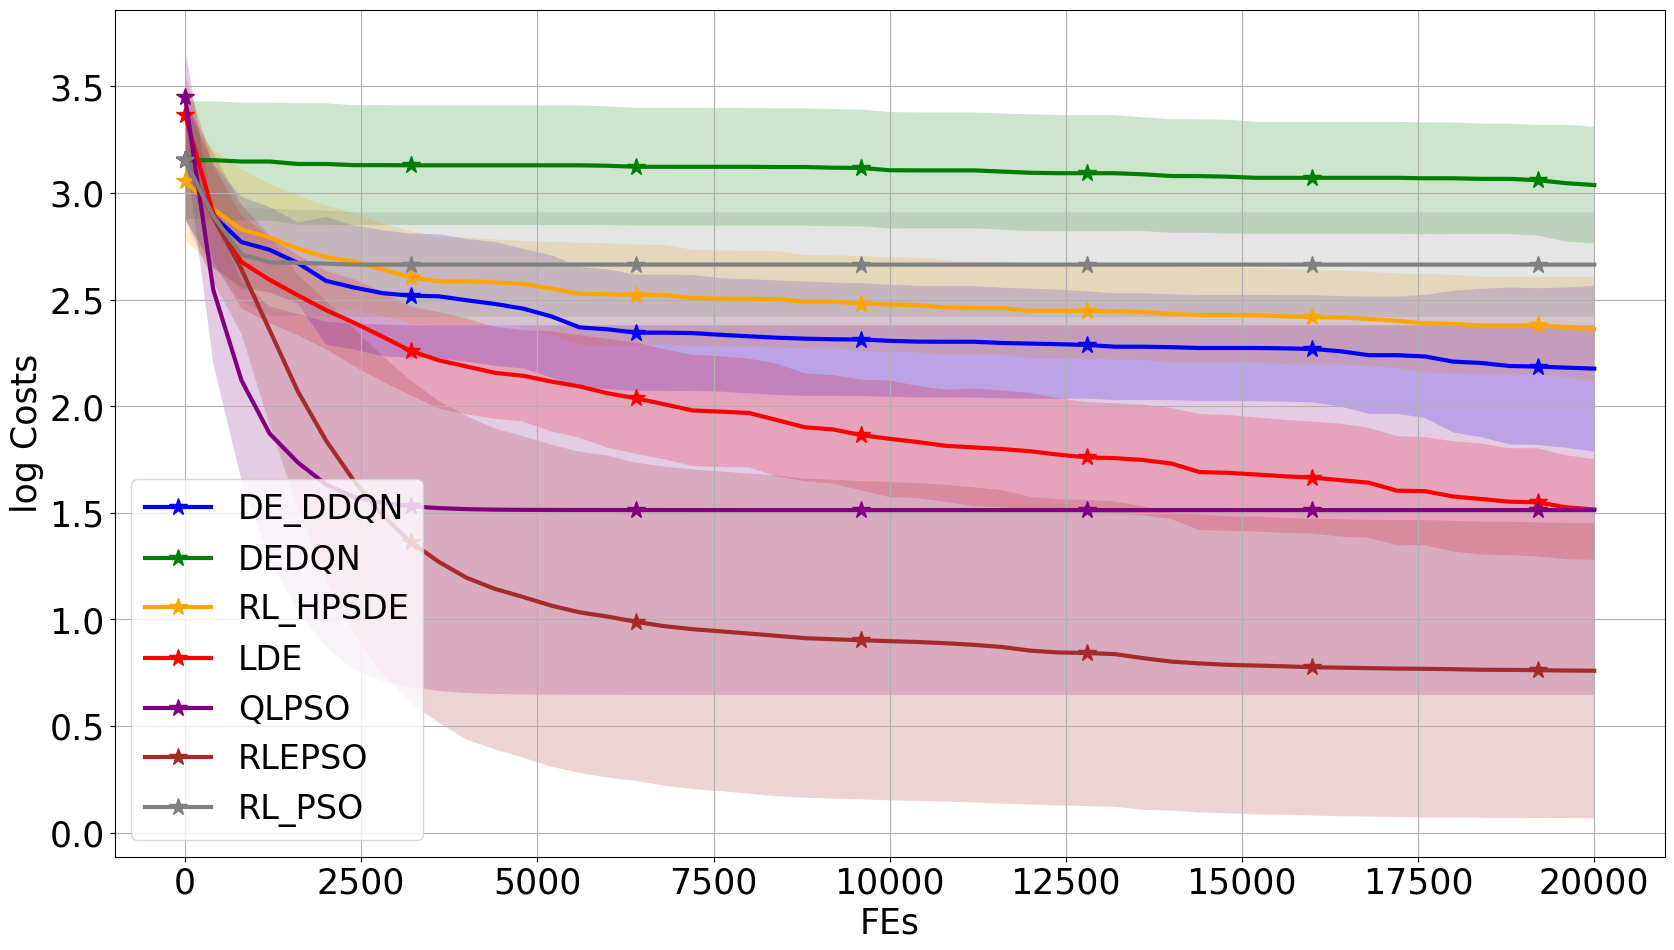 log Costs
3.5
3.0
2.5
2.0
1.5
1.0
0.5
0.0
DE_DDQN
DEDQN
RL_HPSDE
LDE
QLPSO
RLEPSO
RL_PSO
0 2500 5000 7500 10000 12500 15000 17500 20000
FEs